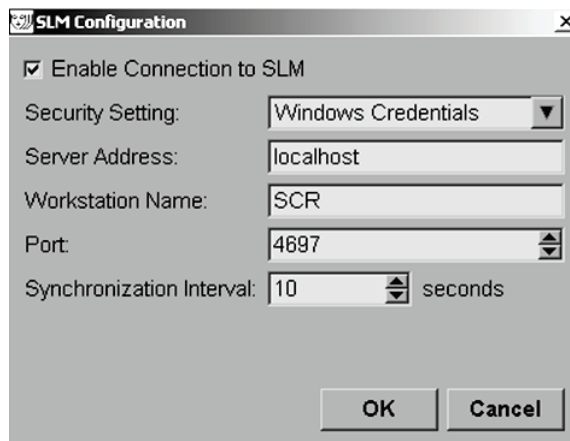 SLM Configuration
Enable Connection to SLM
Security Setting: Windows Credentials
Server Address: localhost
Workstation Name: SCR
Port: 4697
Synchronization Interval: 10 seconds
OK Cancel